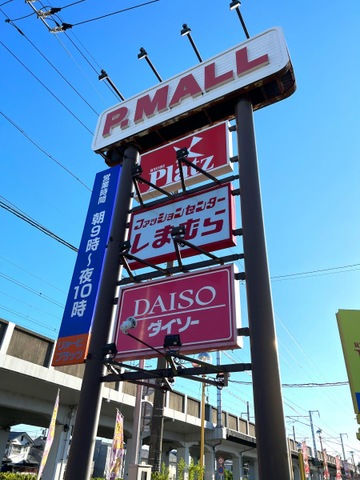 P. MALL
Platz
ファッションセンター
しまむら
DAISO
ダイソー
営業時間
朝9時～夜10時